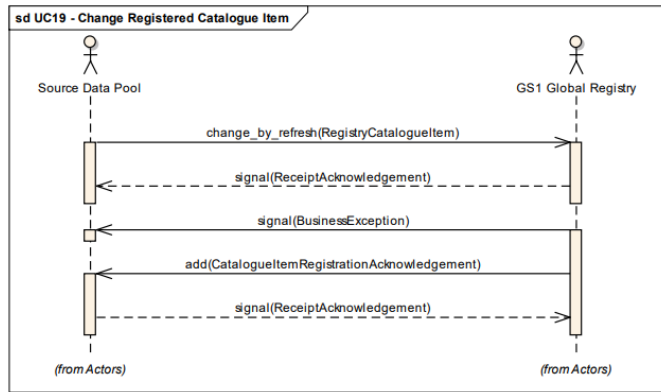 sd UC19 - Change Registered Catalogue Item
Source Data Pool
GS1 Global Registry
change_by_refresh(RegistryCatalogueItem)
signal(ReceiptAcknowledgement)
signal(BusinessException)
add(CatalogueItemRegistrationAcknowledgement)
signal(ReceiptAcknowledgement)
(from Actors)
(from Actors)